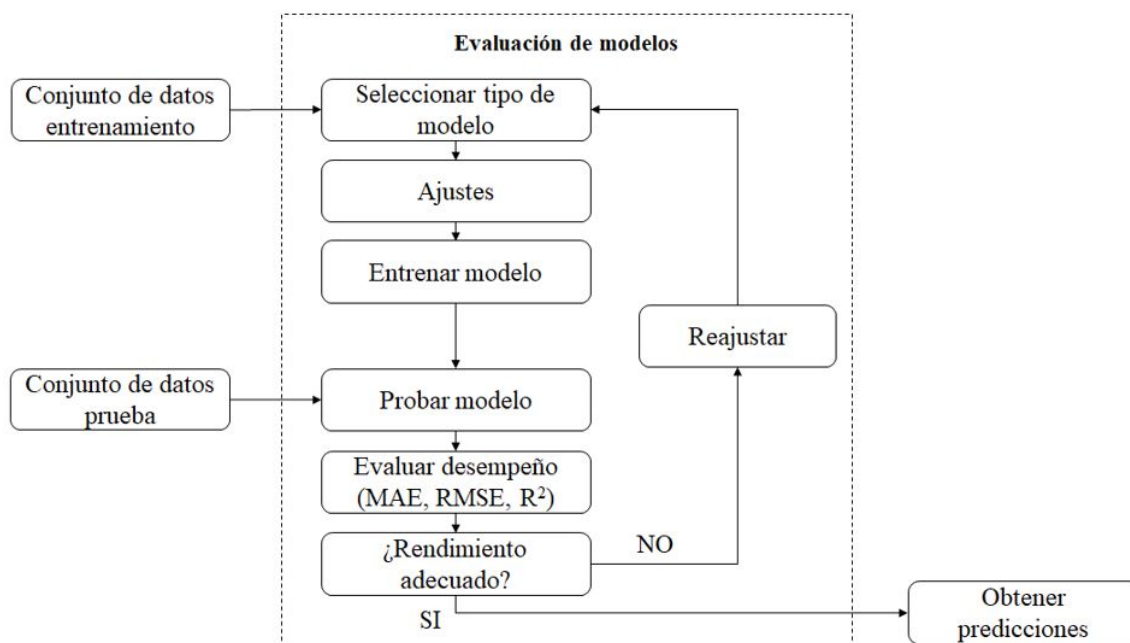 Evaluación de modelos
Conjunto de datos
entrenamiento
Seleccionar tipo de
modelo
Ajustes
Entrenar modelo
Reajustar
Conjunto de datos
prueba
Probar modelo
Evaluar desempeño
(MAE, RMSE, R²)
¿Rendimiento
adecuado?
NO
SI
Obtener
predicciones